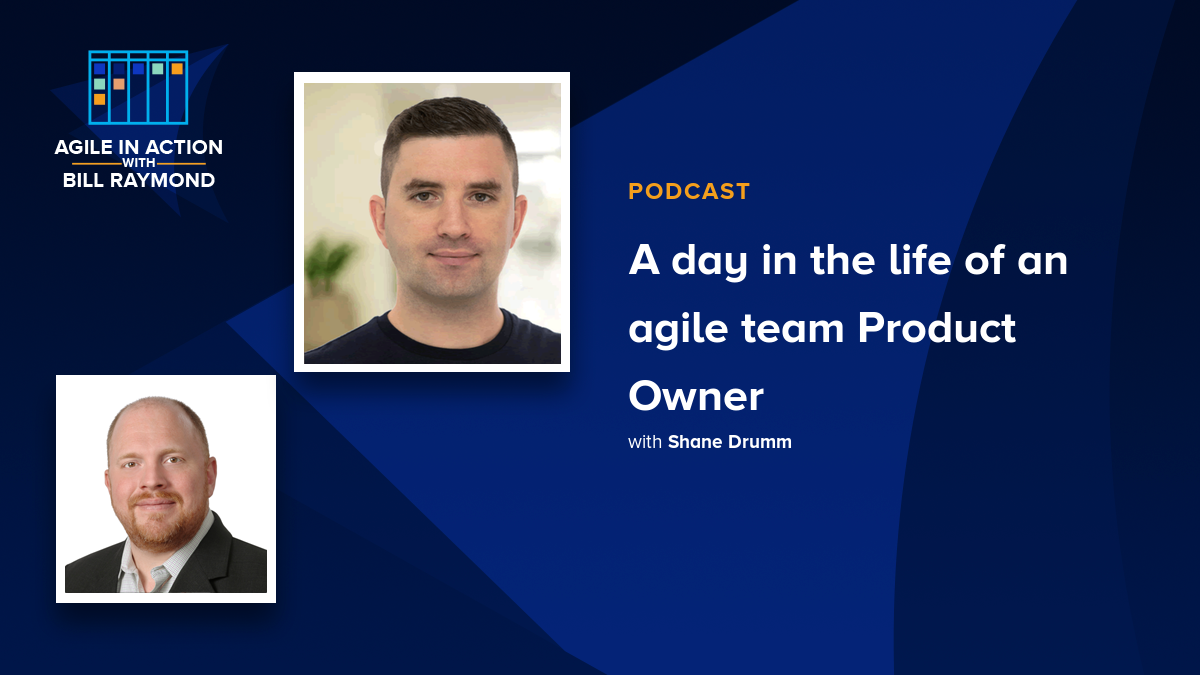 AGILE IN ACTION
WITH
BILL RAYMOND
PODCAST
A day in the life of an
agile team Product
Owner
with Shane Drumm